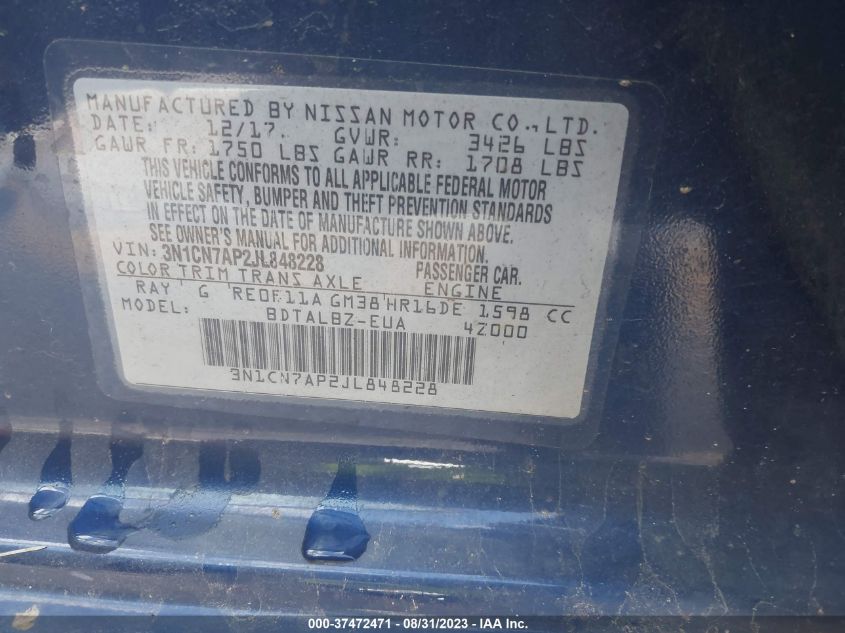 MANUFACTURED BY NISSAN MOTOR CO.,LTD.
DATE: 12/17. GVWR: 3426 LBS
GAWR FR: 1750 LBS GAWR RR: 1708 LBS
THIS VEHICLE CONFORMS TO ALL APPLICABLE FEDERAL MOTOR
VEHICLE SAFETY, BUMPER AND THEFT PREVENTION STANDARDS
IN EFFECT ON THE DATE OF MANUFACTURE SHOWN ABOVE.
SEE OWNER'S MANUAL FOR ADDITIONAL INFORMATION.
VIN: 3N1CN7AP2JL848228 PASSENGER CAR.
COLOR TRIM TRANS AXLE ENGINE
RAY G RE0F11A GM38 HR16DE 1598 CC
MODEL: BDTALBZ-EUA 4Z000
3N1CN7AP2JL848228
000-37472471 - 08/31/2023 - IAA Inc.